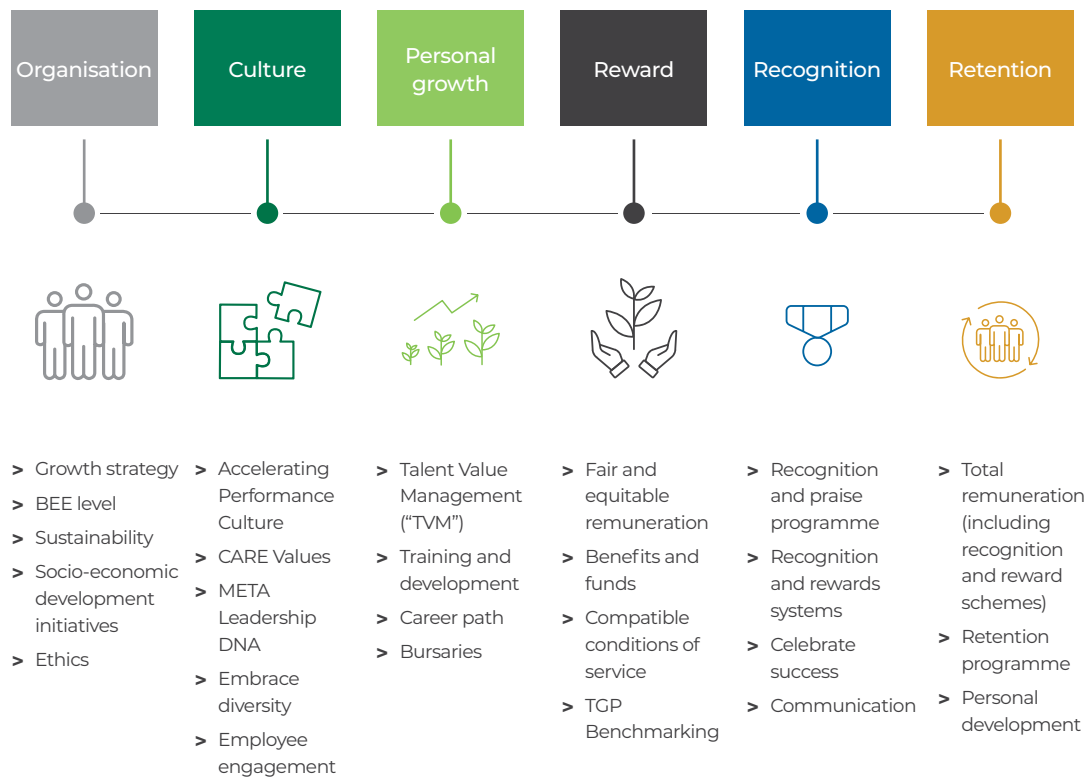 Organisation
Culture
Personal
growth
Reward
Recognition
Retention
> Growth strategy
> BEE level
> Sustainability
> Socio-economic
development
initiatives
> Ethics
> Accelerating
Performance
Culture
> CARE Values
> META
Leadership
DNA
> Embrace
diversity
> Employee
engagement
> Talent Value
Management
(“TVM”)
> Training and
development
> Career path
> Bursaries
> Fair and
equitable
remuneration
> Benefits and
funds
> Compatible
conditions of
service
> TGP
Benchmarking
> Recognition
and praise
programme
> Recognition
and rewards
systems
> Celebrate
success
> Communication
> Total
remuneration
(including
recognition
and reward
schemes)
> Retention
programme
> Personal
development